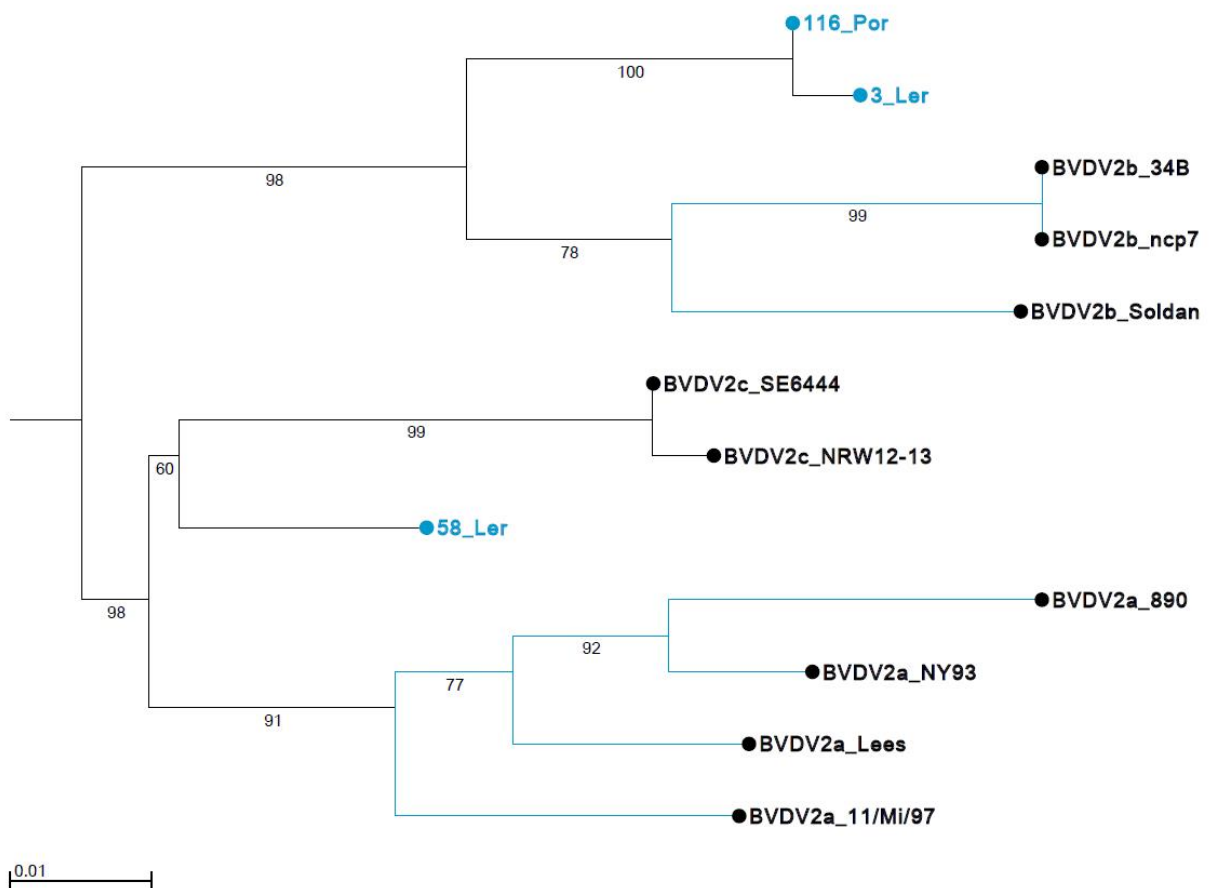 116_Por
100
3_Ler
98
BVDV2b_34B
99
BVDV2b_ncp7
78
BVDV2b_Soldan
BVDV2c_SE6444
99
BVDV2c_NRW12-13
60
58_Ler
BVDV2a_890
98
92
BVDV2a_NY93
77
91
BVDV2a_Lees
BVDV2a_11/Mi/97
0.01